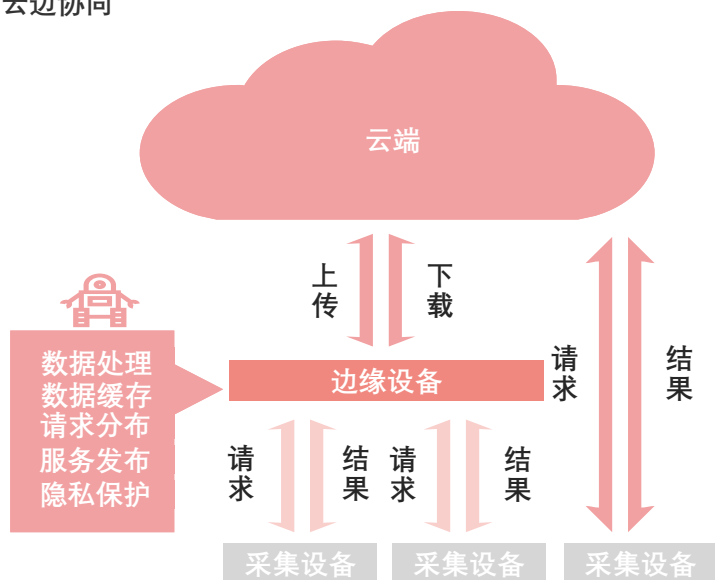 云边协同
云端
上传
下载
请求
结果
数据处理
数据缓存
请求分布
服务发布
隐私保护
边缘设备
请求
结果
请求
结果
采集设备
采集设备
采集设备